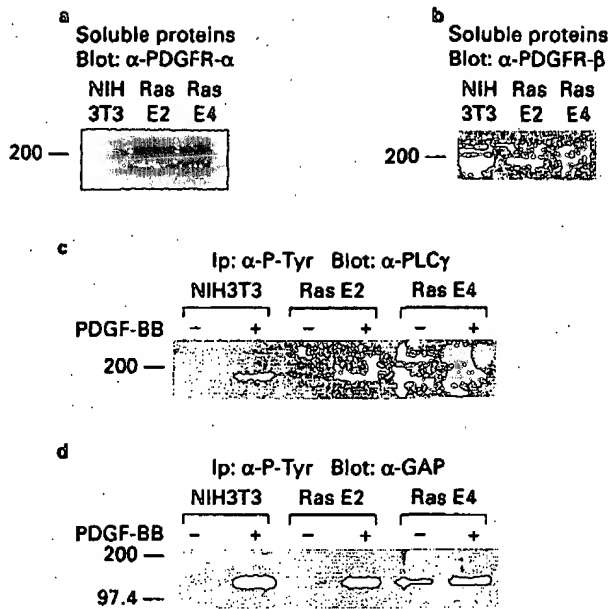 a
Soluble proteins
Blot: α-PDGFR-α
NIH Ras Ras
3T3 E2 E4
200
b
Soluble proteins
Blot: α-PDGFR-β
NIH Ras Ras
3T3 E2 E4
200
c
Ip: α-P-Tyr Blot: α-PLCγ
NIH3T3 Ras E2 Ras E4
PDGF-BB − + − + − +
200
d
Ip: α-P-Tyr Blot: α-GAP
NIH3T3 Ras E2 Ras E4
PDGF-BB − + − + − +
200
97.4